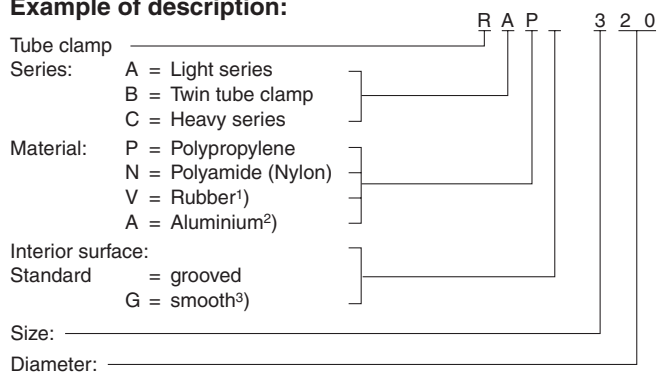 Example of description:
R A P 3 2 0
Tube clamp
Series: A = Light series
B = Twin tube clamp
C = Heavy series
Material: P = Polypropylene
N = Polyamide (Nylon)
V = Rubber¹)
A = Aluminium²)
Interior surface:
Standard = grooved
G = smooth³)
Size:
Diameter: